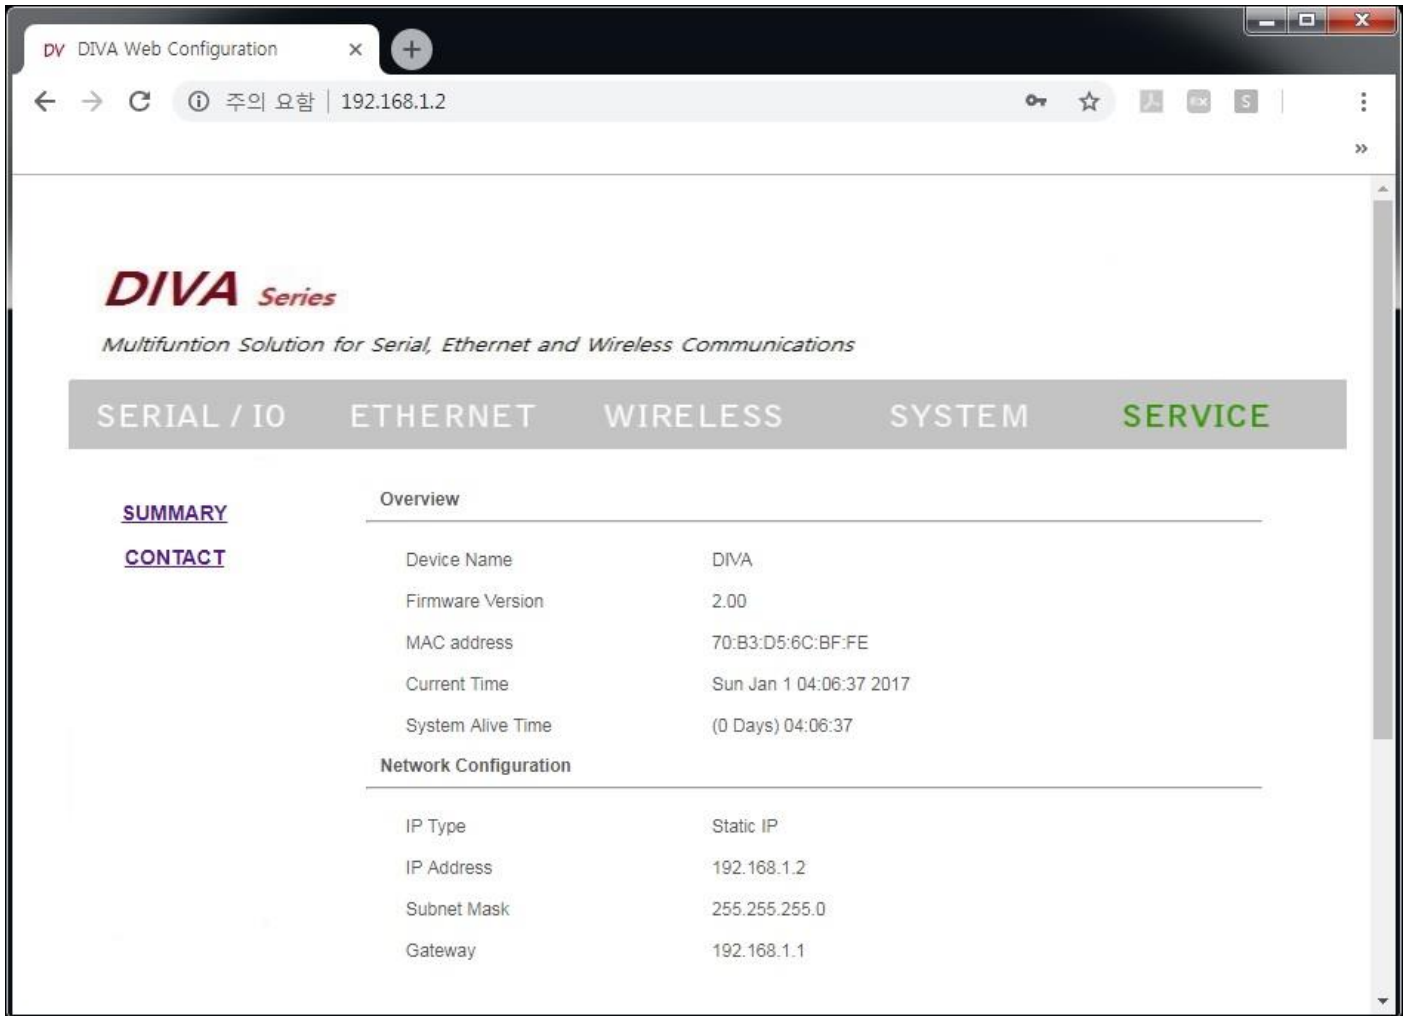 DV DIVA Web Configuration
주의 요함 | 192.168.1.2
DIVA Series
Multifuntion Solution for Serial, Ethernet and Wireless Communications
SERIAL / IO ETHERNET WIRELESS SYSTEM SERVICE
SUMMARY
CONTACT
Overview
Device Name DIVA
Firmware Version 2.00
MAC address 70:B3:D5:6C:BF:FE
Current Time Sun Jan 1 04:06:37 2017
System Alive Time (0 Days) 04:06:37
Network Configuration
IP Type Static IP
IP Address 192.168.1.2
Subnet Mask 255.255.255.0
Gateway 192.168.1.1